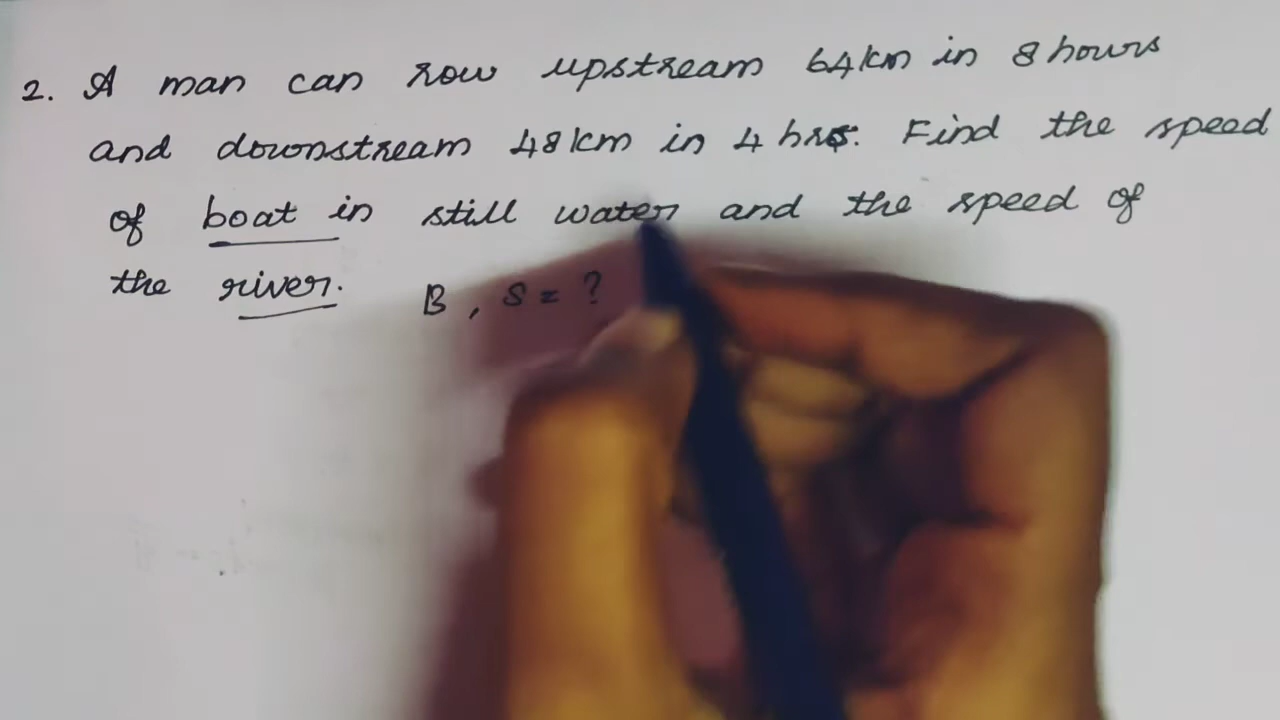 2. A man can row upstream 64km in 8 hours
and downstream 48km in 4 hrs. Find the speed
of boat in still water and the speed of
the river. B, S = ?